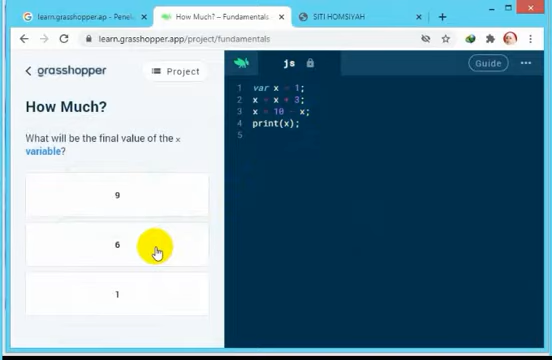 learn.grasshopper.ap - Penel
How Much? – Fundamentals
SITI HOMSIYAH
learn.grasshopper.app/project/fundamentals
grasshopper
Project
js
Guide
How Much?
What will be the final value of the x
variable?
9
6
1
1 var x = 1;
2 x = x + 3;
3 x = 10 - x;
4 print(x);
5